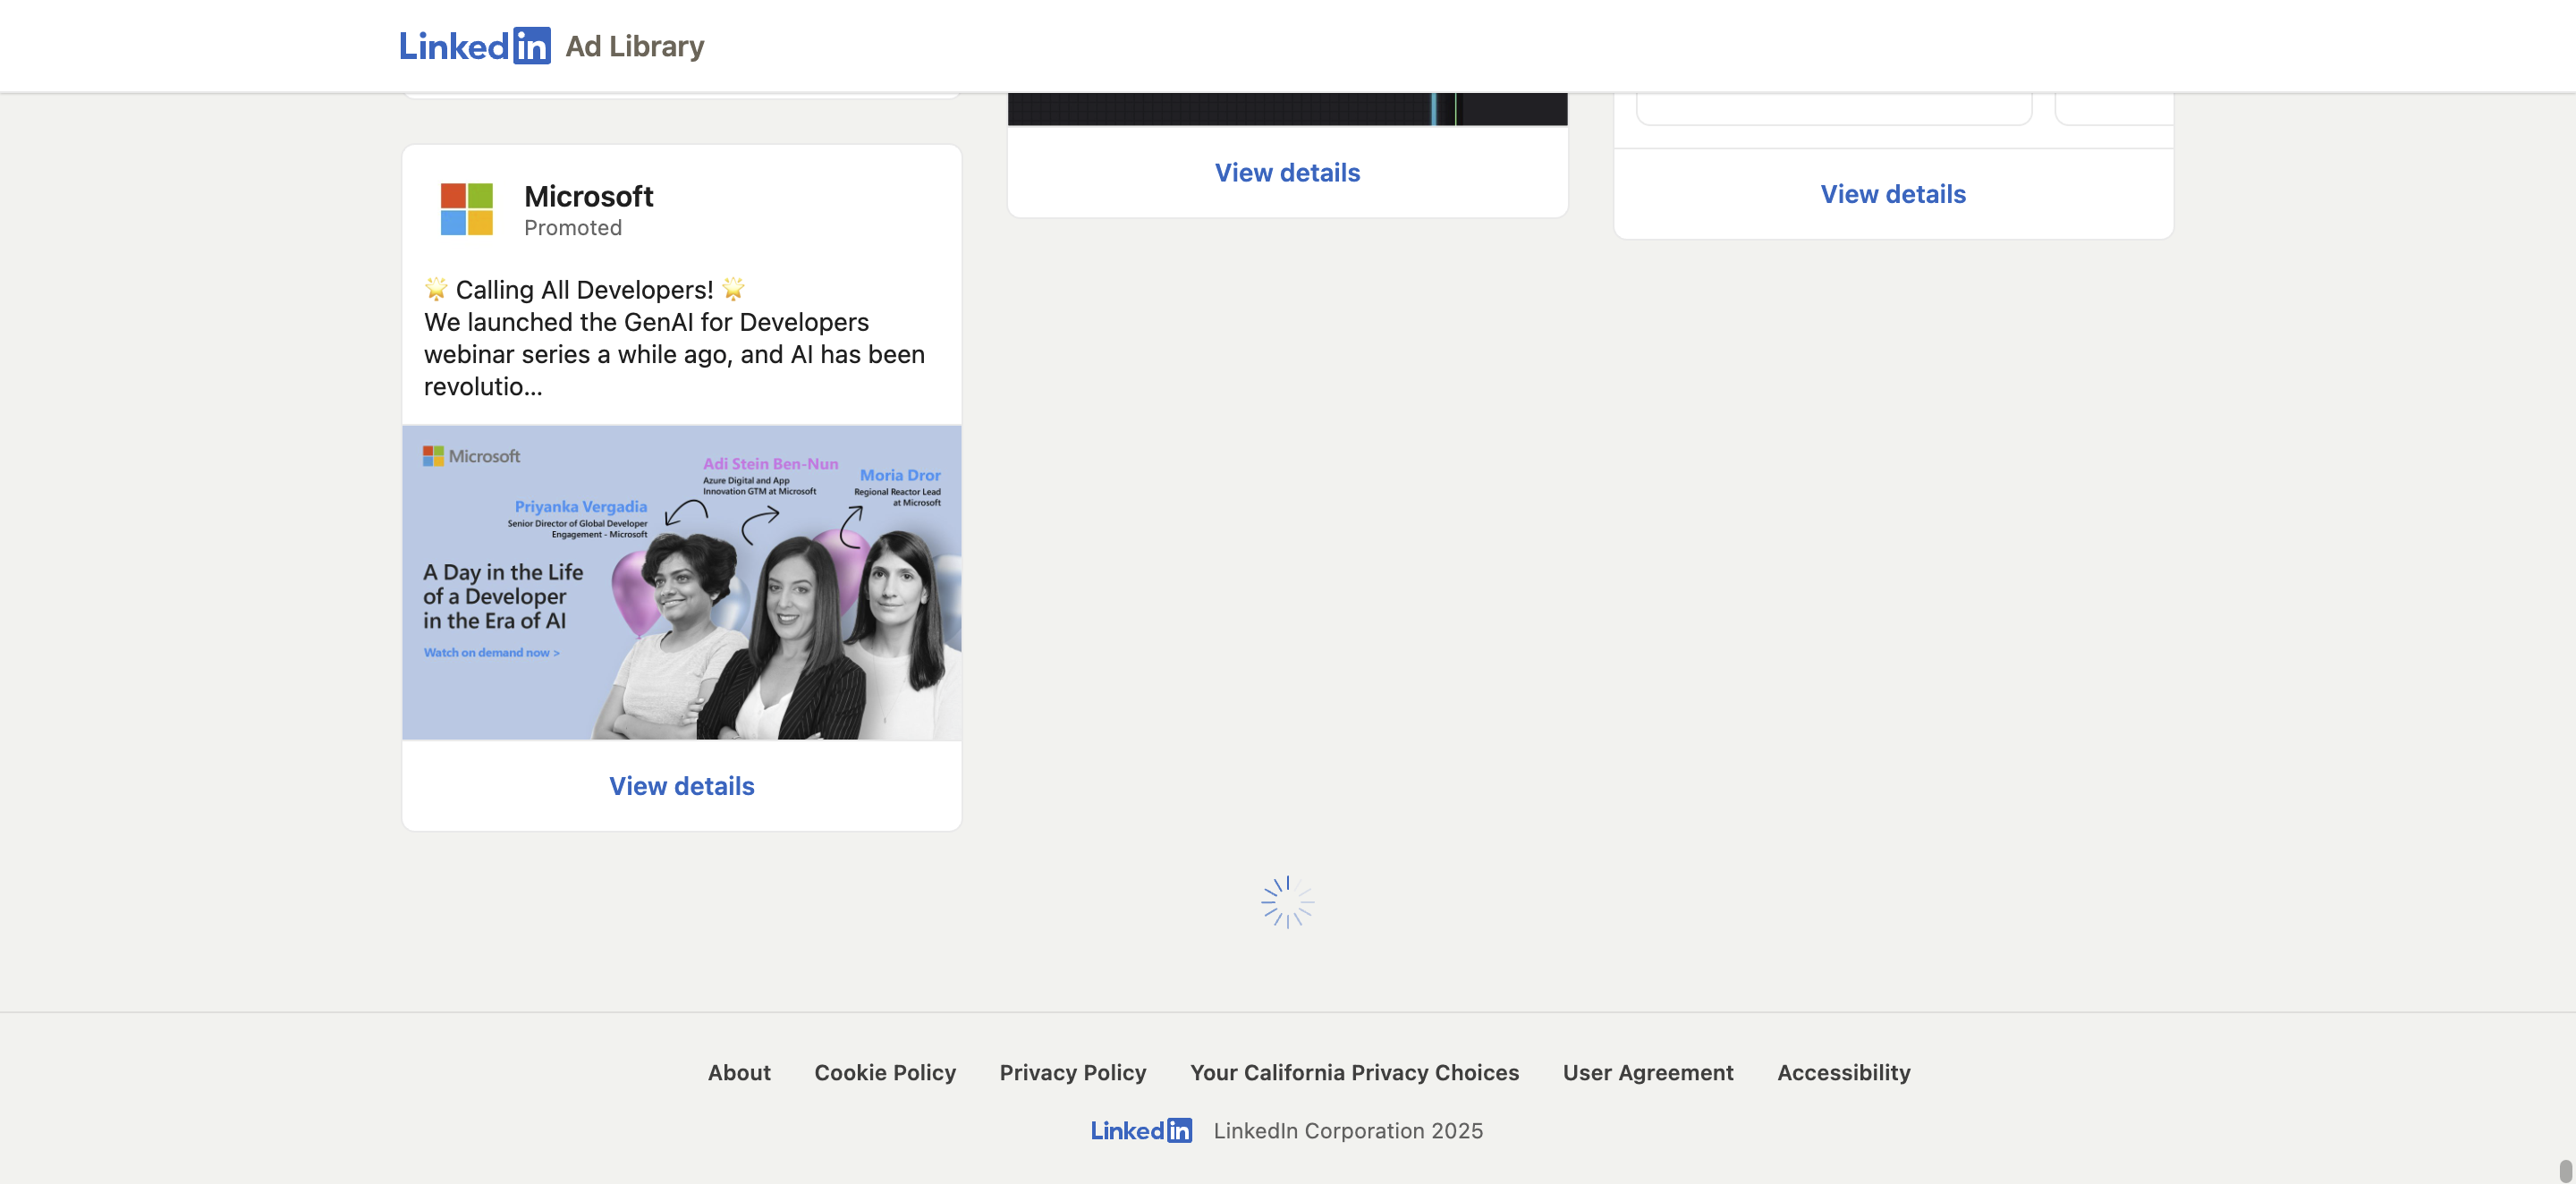 LinkedIn Ad Library
View details
View details
Microsoft
Promoted
🌟 Calling All Developers! 🌟
We launched the GenAI for Developers
webinar series a while ago, and AI has been
revolutio...
Microsoft
Adi Stein Ben-Nun
Azure Digital and App
Innovation GTM at Microsoft
Moria Dror
Regional Reactor Lead
at Microsoft
Priyanka Vergadia
Senior Director of Global Developer
Engagement - Microsoft
A Day in the Life
of a Developer
in the Era of AI
Watch on demand now >
View details
About Cookie Policy Privacy Policy Your California Privacy Choices User Agreement Accessibility
LinkedIn LinkedIn Corporation 2025